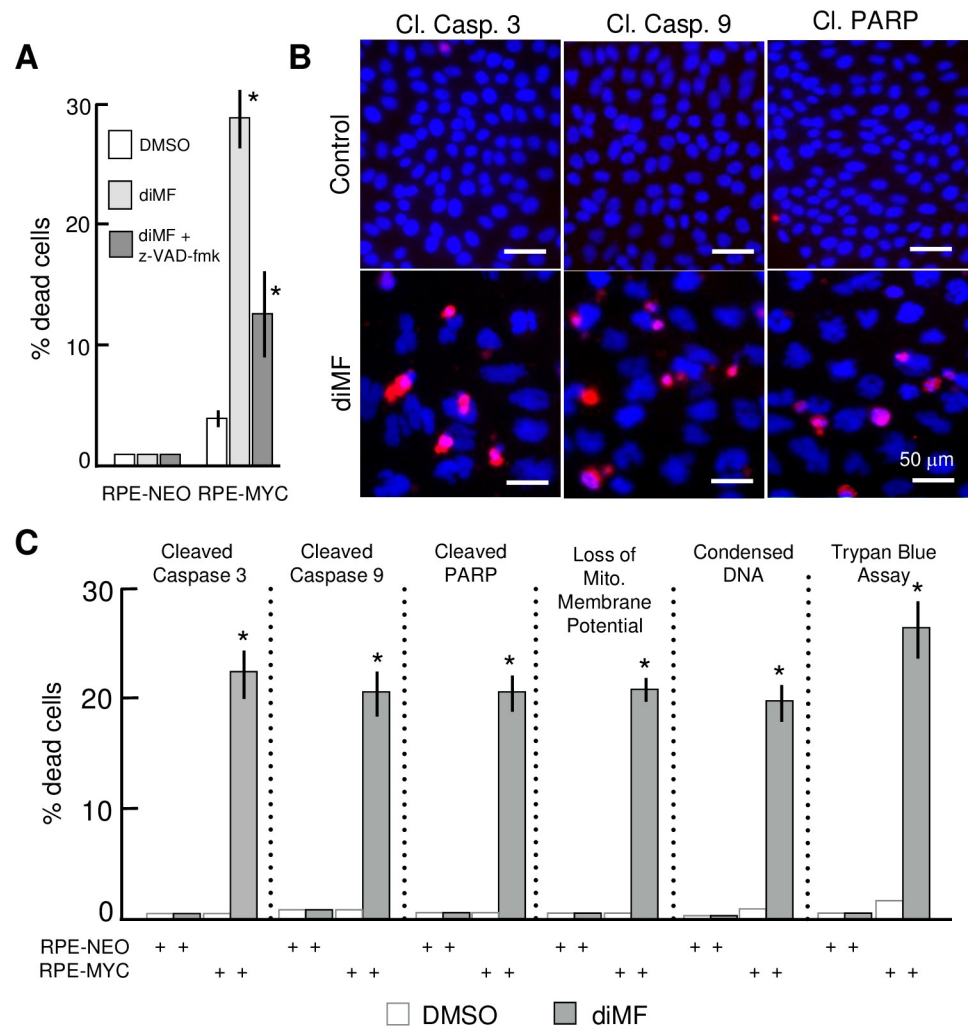 A
30
20
10
0
% dead cells
DMSO
diMF
diMF +
z-VAD-fmk
*
*
RPE-NEO RPE-MYC
B
Cl. Casp. 3
Cl. Casp. 9
Cl. PARP
Control
diMF
50 μm
C
Cleaved
Caspase 3
Cleaved
Caspase 9
Cleaved
PARP
Loss of
Mito.
Membrane
Potential
Condensed
DNA
Trypan Blue
Assay
30
20
10
0
% dead cells
* * * * * *
RPE-NEO + + + + + + + + + + + +
RPE-MYC + + + + + + + + + + + +
DMSO diMF